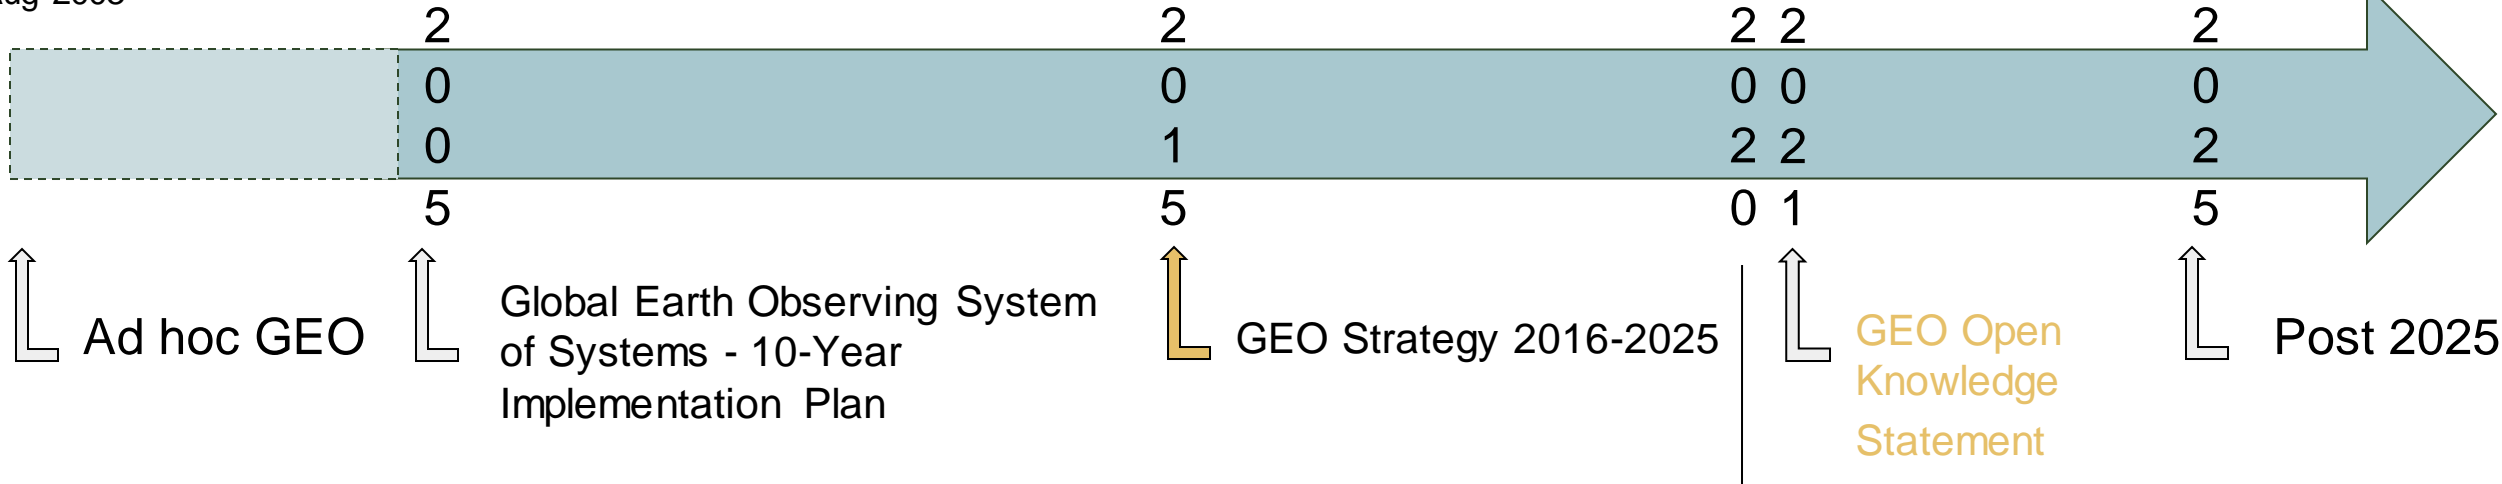 2005
2015
2020
2021
2025
Ad hoc GEO
Global Earth Observing System
of Systems - 10-Year
Implementation Plan
GEO Strategy 2016-2025
GEO Open
Knowledge
Statement
Post 2025